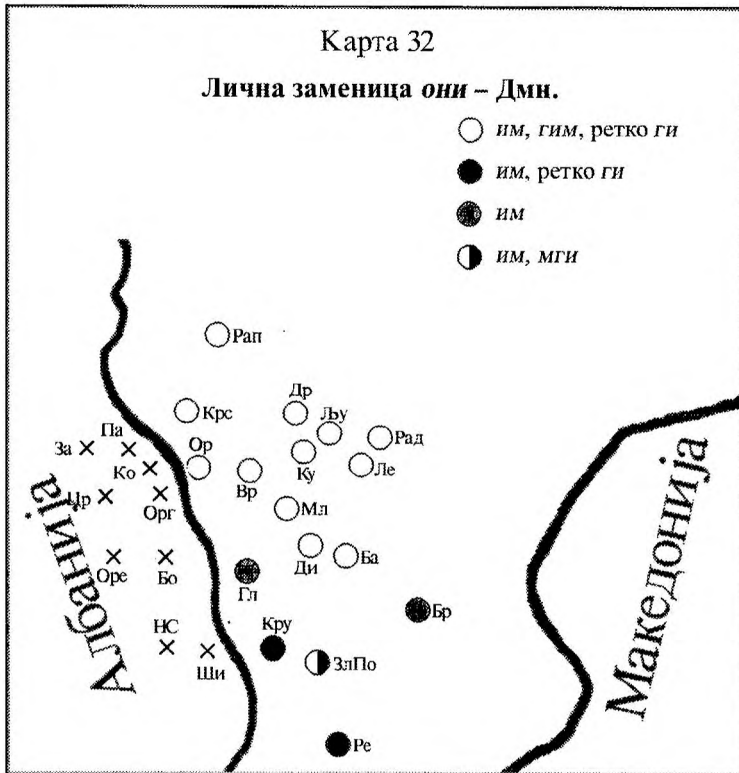 Карта 32
Лична заменица они – Дмн.
им, гим, ретко ги
им, ретко ги
им
им, мги
Рап
Крс
Др
Љу
Рад
Па
За
Ор
Ку
Ле
Ко
Вр
Цр
Орг
Мл
Ди
Ба
Оре
Бо
Гл
Бр
НС
Ши
Кру
ЗлПо
Ре
Албанија
Македонија